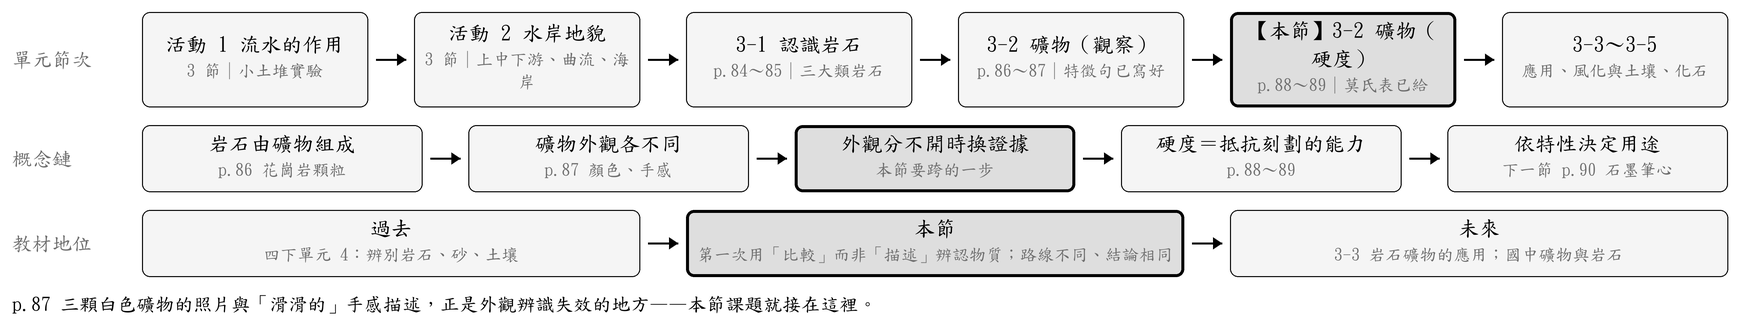 單元節次
活動 1 流水的作用
3 節｜小土堆實驗
活動 2 水岸地貌
3 節｜上中下游、曲流、海
岸
3-1 認識岩石
p.84～85｜三大類岩石
3-2 礦物（觀察）
p.86～87｜特徵句已寫好
【本節】3-2 礦物（
硬度）
p.88～89｜莫氏表已給
3-3～3-5
應用、風化與土壤、化石
概念鏈
岩石由礦物組成
p.86 花崗岩顆粒
礦物外觀各不同
p.87 顏色、手感
外觀分不開時換證據
本節要跨的一步
硬度＝抵抗刻劃的能力
p.88～89
依特性決定用途
下一節 p.90 石墨筆心
教材地位
過去
四下單元 4：辨別岩石、砂、土壤
本節
第一次用「比較」而非「描述」辨認物質；路線不同、結論相同
未來
3-3 岩石礦物的應用；國中礦物與岩石
p.87 三顆白色礦物的照片與「滑滑的」手感描述，正是外觀辨識失效的地方——本節課題就接在這裡。